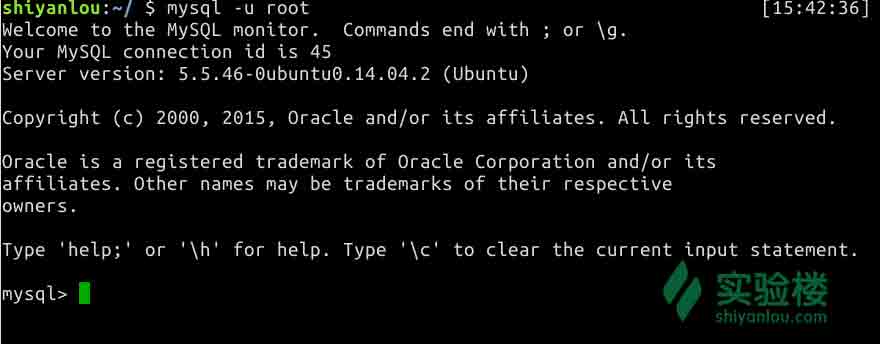 shiyanlou:~/ $ mysql -u root [15:42:36]
Welcome to the MySQL monitor.  Commands end with ; or \g.
Your MySQL connection id is 45
Server version: 5.5.46-0ubuntu0.14.04.2 (Ubuntu)
Copyright (c) 2000, 2015, Oracle and/or its affiliates. All rights reserved.
Oracle is a registered trademark of Oracle Corporation and/or its
affiliates. Other names may be trademarks of their respective
owners.
Type 'help;' or '\h' for help. Type '\c' to clear the current input statement.
mysql>
实验楼
shiyanlou.com